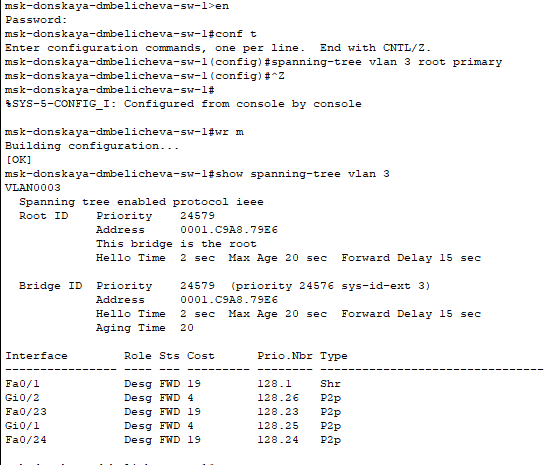 msk-donskaya-dmbelicheva-sw-1>en
Password:
msk-donskaya-dmbelicheva-sw-1#conf t
Enter configuration commands, one per line.  End with CNTL/Z.
msk-donskaya-dmbelicheva-sw-1(config)#spanning-tree vlan 3 root primary
msk-donskaya-dmbelicheva-sw-1(config)#^Z
msk-donskaya-dmbelicheva-sw-1#
%SYS-5-CONFIG_I: Configured from console by console

msk-donskaya-dmbelicheva-sw-1#wr m
Building configuration...
[OK]
msk-donskaya-dmbelicheva-sw-1#show spanning-tree vlan 3
VLAN0003
  Spanning tree enabled protocol ieee
  Root ID    Priority    24579
             Address     0001.C9A8.79E6
             This bridge is the root
             Hello Time  2 sec  Max Age 20 sec  Forward Delay 15 sec

  Bridge ID  Priority    24579  (priority 24576 sys-id-ext 3)
             Address     0001.C9A8.79E6
             Hello Time  2 sec  Max Age 20 sec  Forward Delay 15 sec
             Aging Time  20

Interface        Role Sts Cost      Prio.Nbr Type
---------------- ---- --- --------- -------- --------------------------------
Fa0/1            Desg FWD 19        128.1    Shr
Gi0/2            Desg FWD 4         128.26   P2p
Fa0/23           Desg FWD 19        128.23   P2p
Gi0/1            Desg FWD 4         128.25   P2p
Fa0/24           Desg FWD 19        128.24   P2p